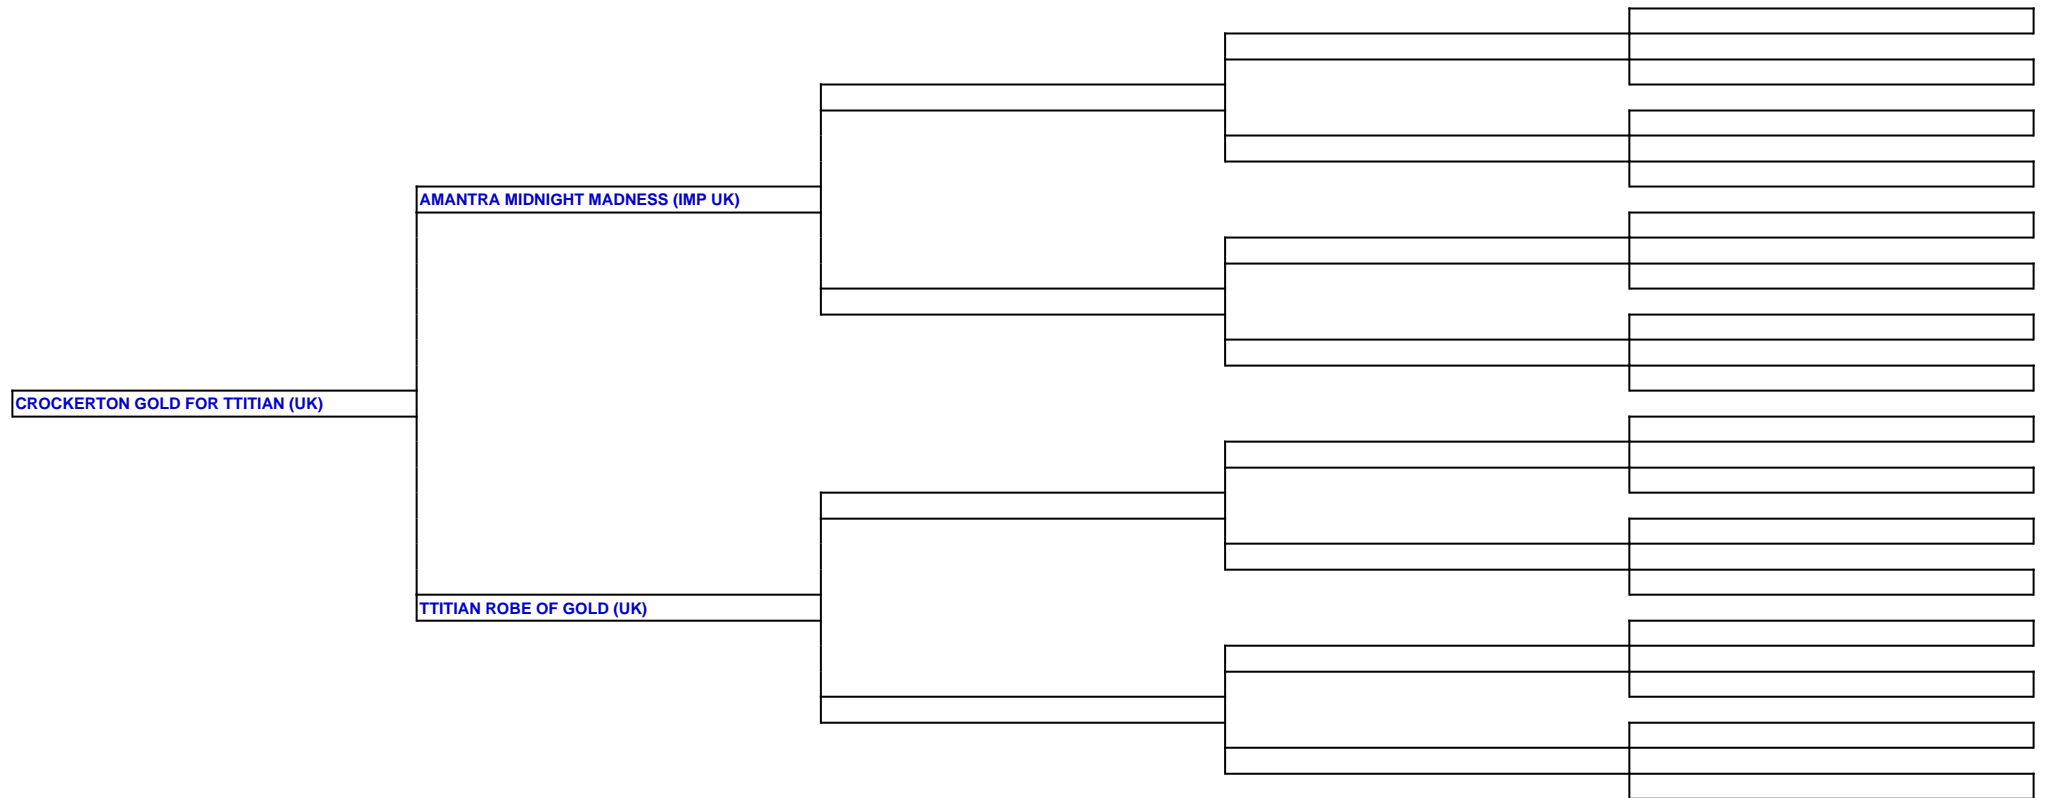 AMANTRA MIDNIGHT MADNESS (IMP UK)
CROCKERTON GOLD FOR TTITIAN (UK)
TTITIAN ROBE OF GOLD (UK)